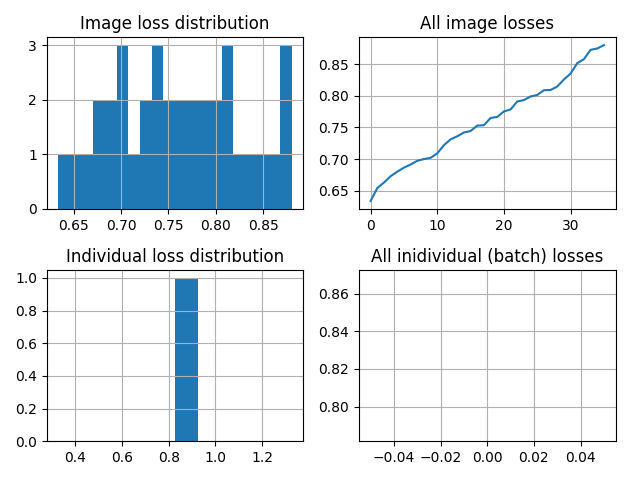 Image loss distribution
3
2
1
0
0.65 0.70 0.75 0.80 0.85
All image losses
0.85
0.80
0.75
0.70
0.65
0 10 20 30
Individual loss distribution
1.0
0.8
0.6
0.4
0.2
0.0
0.4 0.6 0.8 1.0 1.2
All inidividual (batch) losses
0.86
0.84
0.82
0.80
−0.04 −0.02 0.00 0.02 0.04